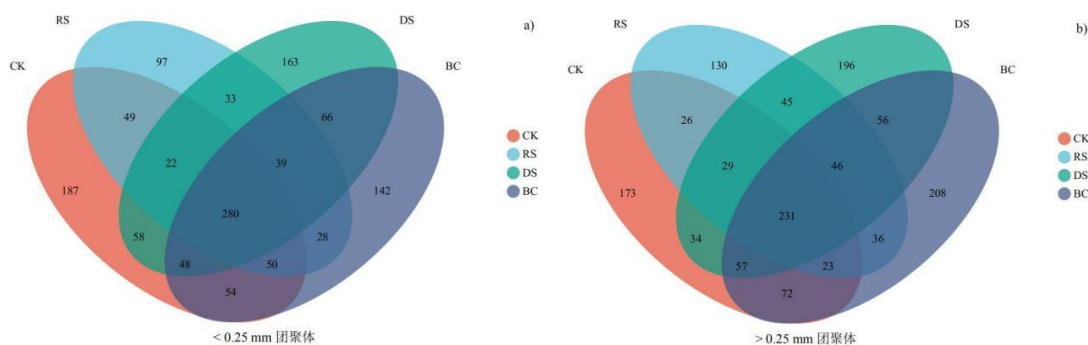 RS
DS
a)
CK
BC
97
163
33
49
66
22
39
187
142
280
58
28
48
50
54
CK
RS
DS
BC
< 0.25 mm 团聚体
RS
DS
b)
CK
BC
130
196
45
26
56
29
46
173
208
231
34
36
57
23
72
CK
RS
DS
BC
> 0.25 mm 团聚体